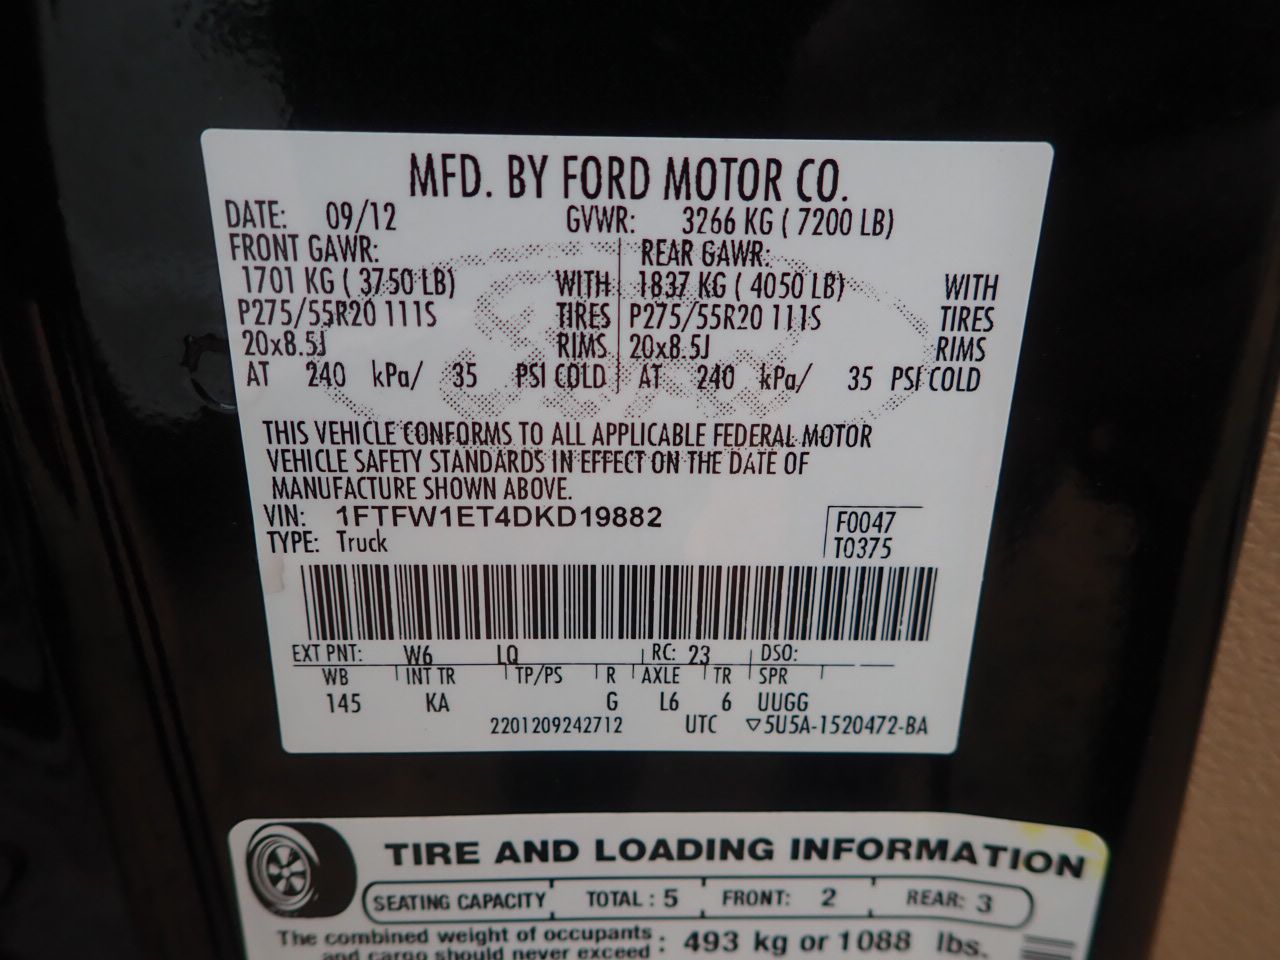 MFD. BY FORD MOTOR CO.
DATE: 09/12 GVWR: 3266 KG ( 7200 LB)
FRONT GAWR: REAR GAWR:
1701 KG ( 3750 LB) WITH 1837 KG ( 4050 LB) WITH
P275/55R20 111S TIRES P275/55R20 111S TIRES
20x8.5J RIMS 20x8.5J RIMS
AT 240 kPa/ 35 PSI COLD AT 240 kPa/ 35 PSI COLD
THIS VEHICLE CONFORMS TO ALL APPLICABLE FEDERAL MOTOR
VEHICLE SAFETY STANDARDS IN EFFECT ON THE DATE OF
MANUFACTURE SHOWN ABOVE.
VIN: 1FTFW1ET4DKD19882 F0047
TYPE: Truck T0375
EXT PNT: W6 LQ RC: 23 DSO:
WB INT TR TP/PS R AXLE TR SPR
145 KA G L6 6 UUGG
2201209242712 UTC ▽5U5A-1520472-BA
TIRE AND LOADING INFORMATION
SEATING CAPACITY TOTAL : 5 FRONT: 2 REAR: 3
The combined weight of occupants : 493 kg or 1088 lbs.
and cargo should never exceed